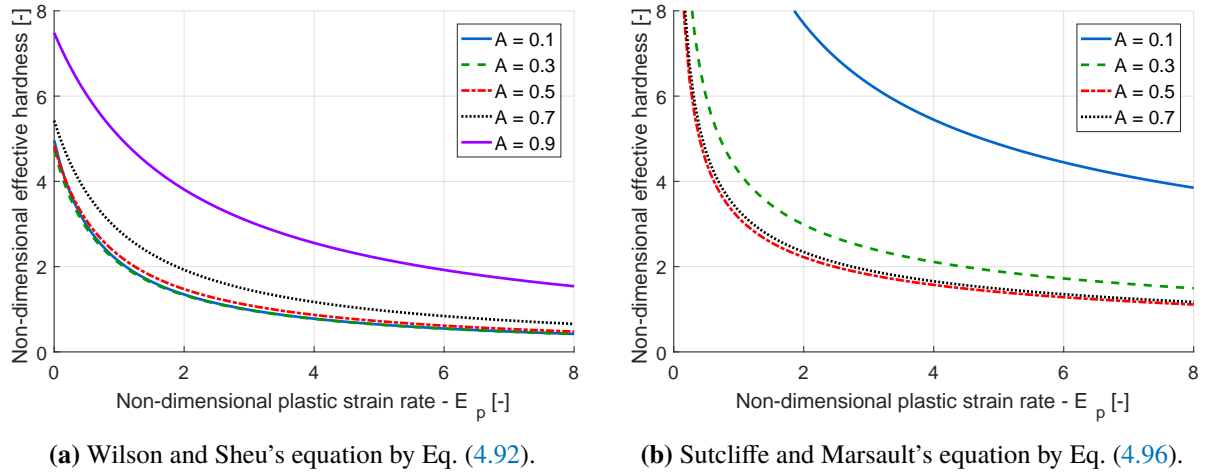 Non-dimensional effective hardness [-]
8
6
4
2
0
0
2
4
6
8
Non-dimensional plastic strain rate - E p [-]
A = 0.1
A = 0.3
A = 0.5
A = 0.7
A = 0.9
(a) Wilson and Sheu's equation by Eq. (4.92).
Non-dimensional effective hardness [-]
8
6
4
2
0
0
2
4
6
8
Non-dimensional plastic strain rate - E p [-]
A = 0.1
A = 0.3
A = 0.5
A = 0.7
(b) Sutcliffe and Marsault's equation by Eq. (4.96).